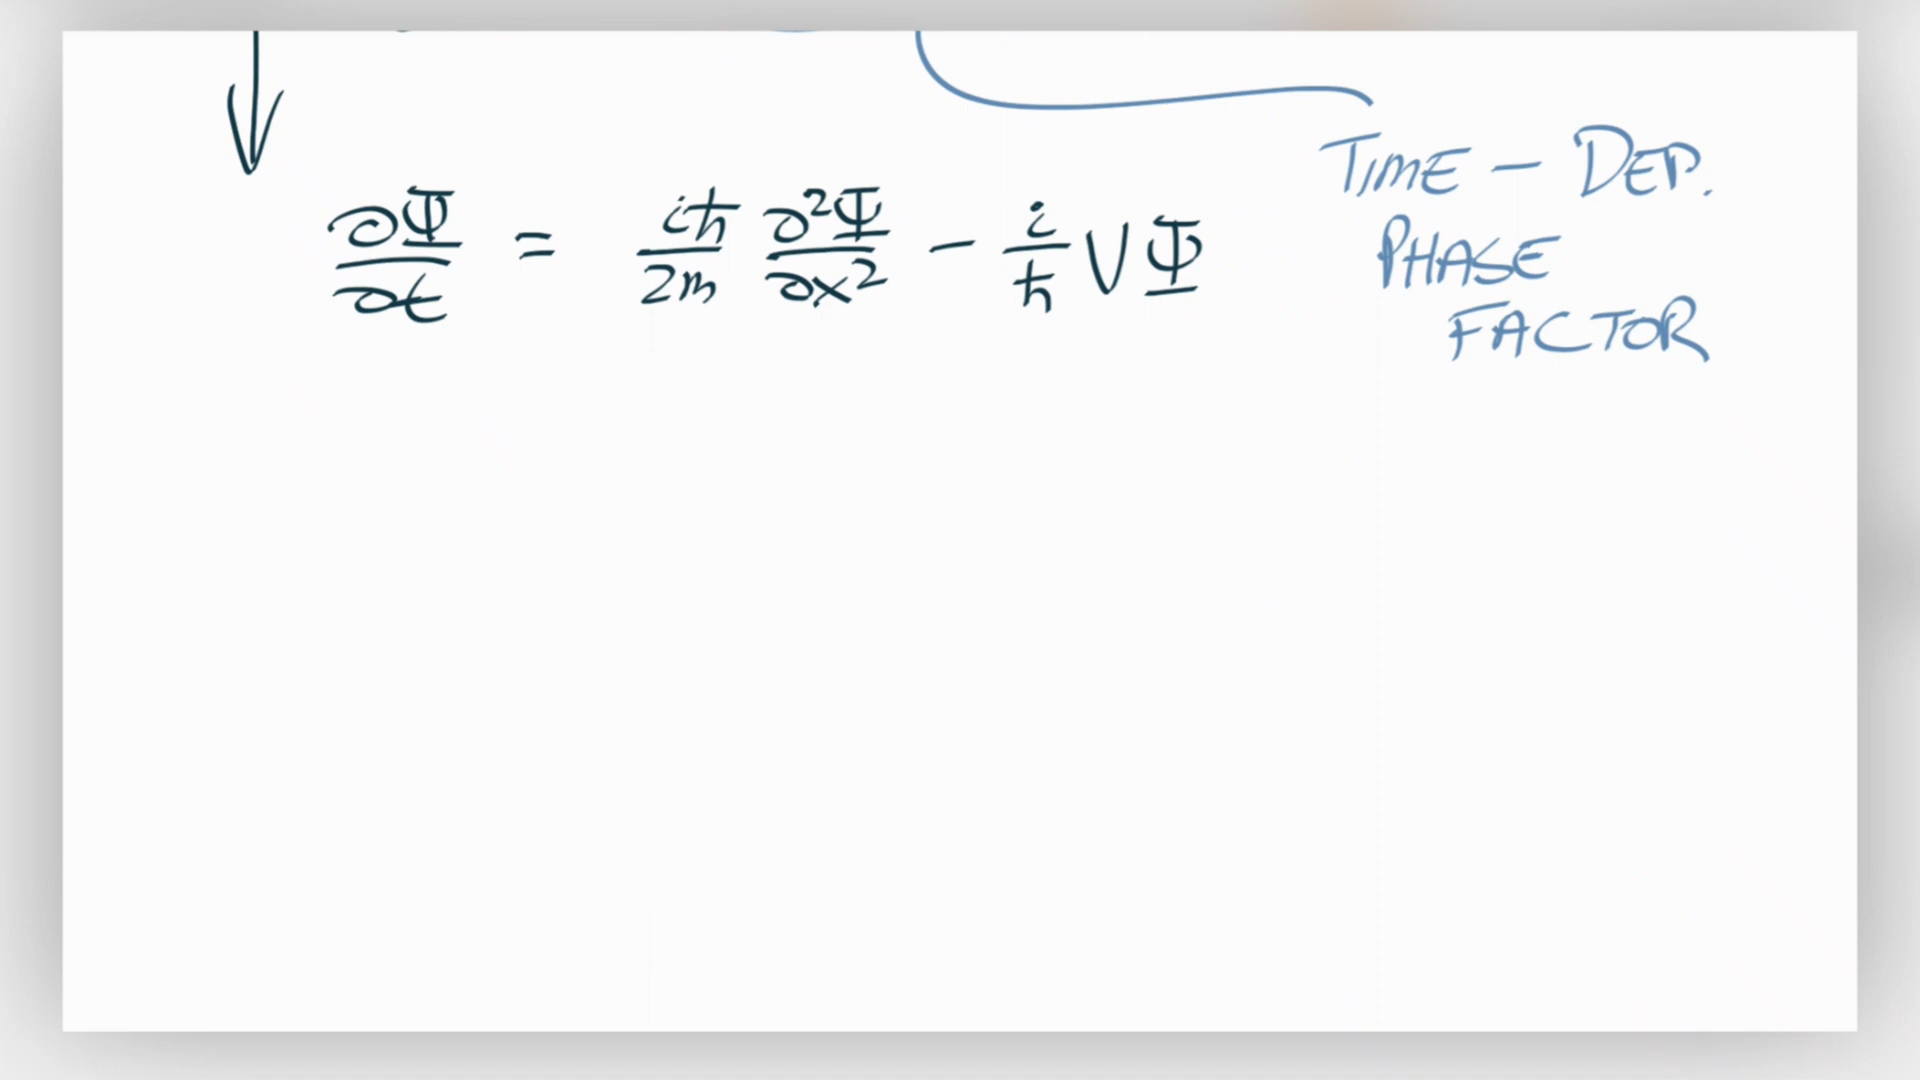 ∂Ψ/∂t = iħ/2m ∂²Ψ/∂x² − i/ħ VΨ
TIME - DEP.
PHASE
FACTOR